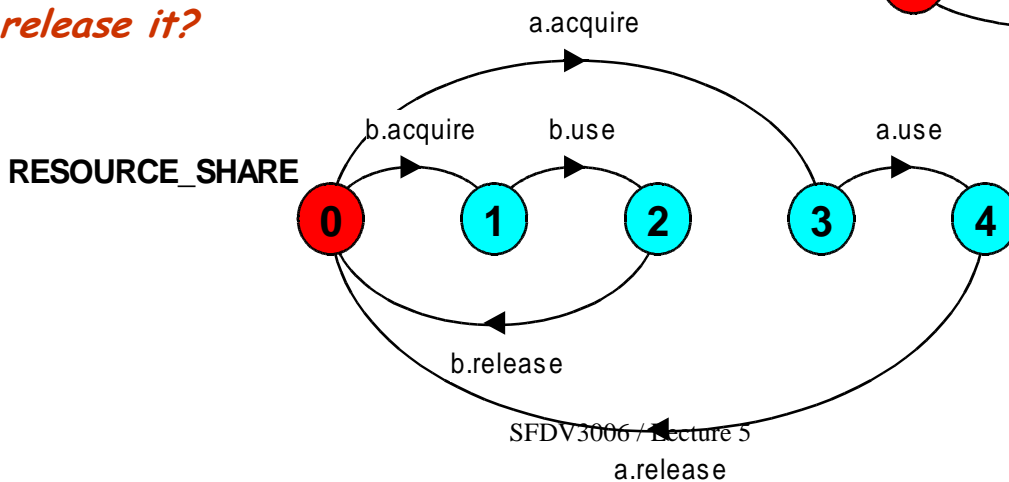 release it?
a.acquire
b.acquire b.use a.use
RESOURCE_SHARE
0 1 2 3 4
b.release
SFDV3006 / Lecture 5
a.release